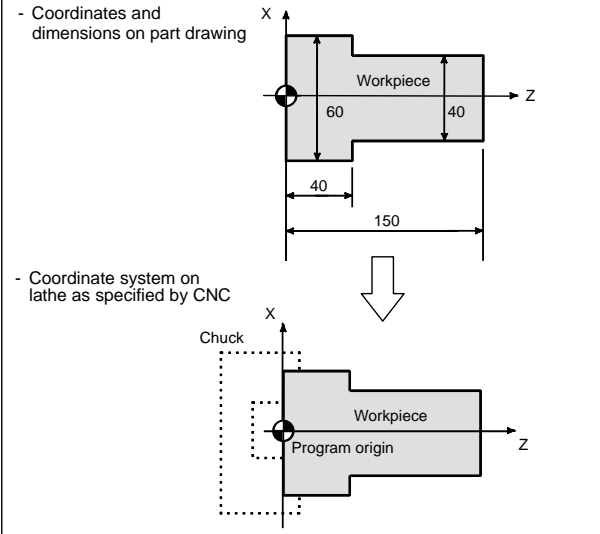 - Coordinates and
dimensions on part drawing
X
Workpiece
Z
60
40
40
150
- Coordinate system on
lathe as specified by CNC
X
Chuck
Workpiece
Program origin
Z